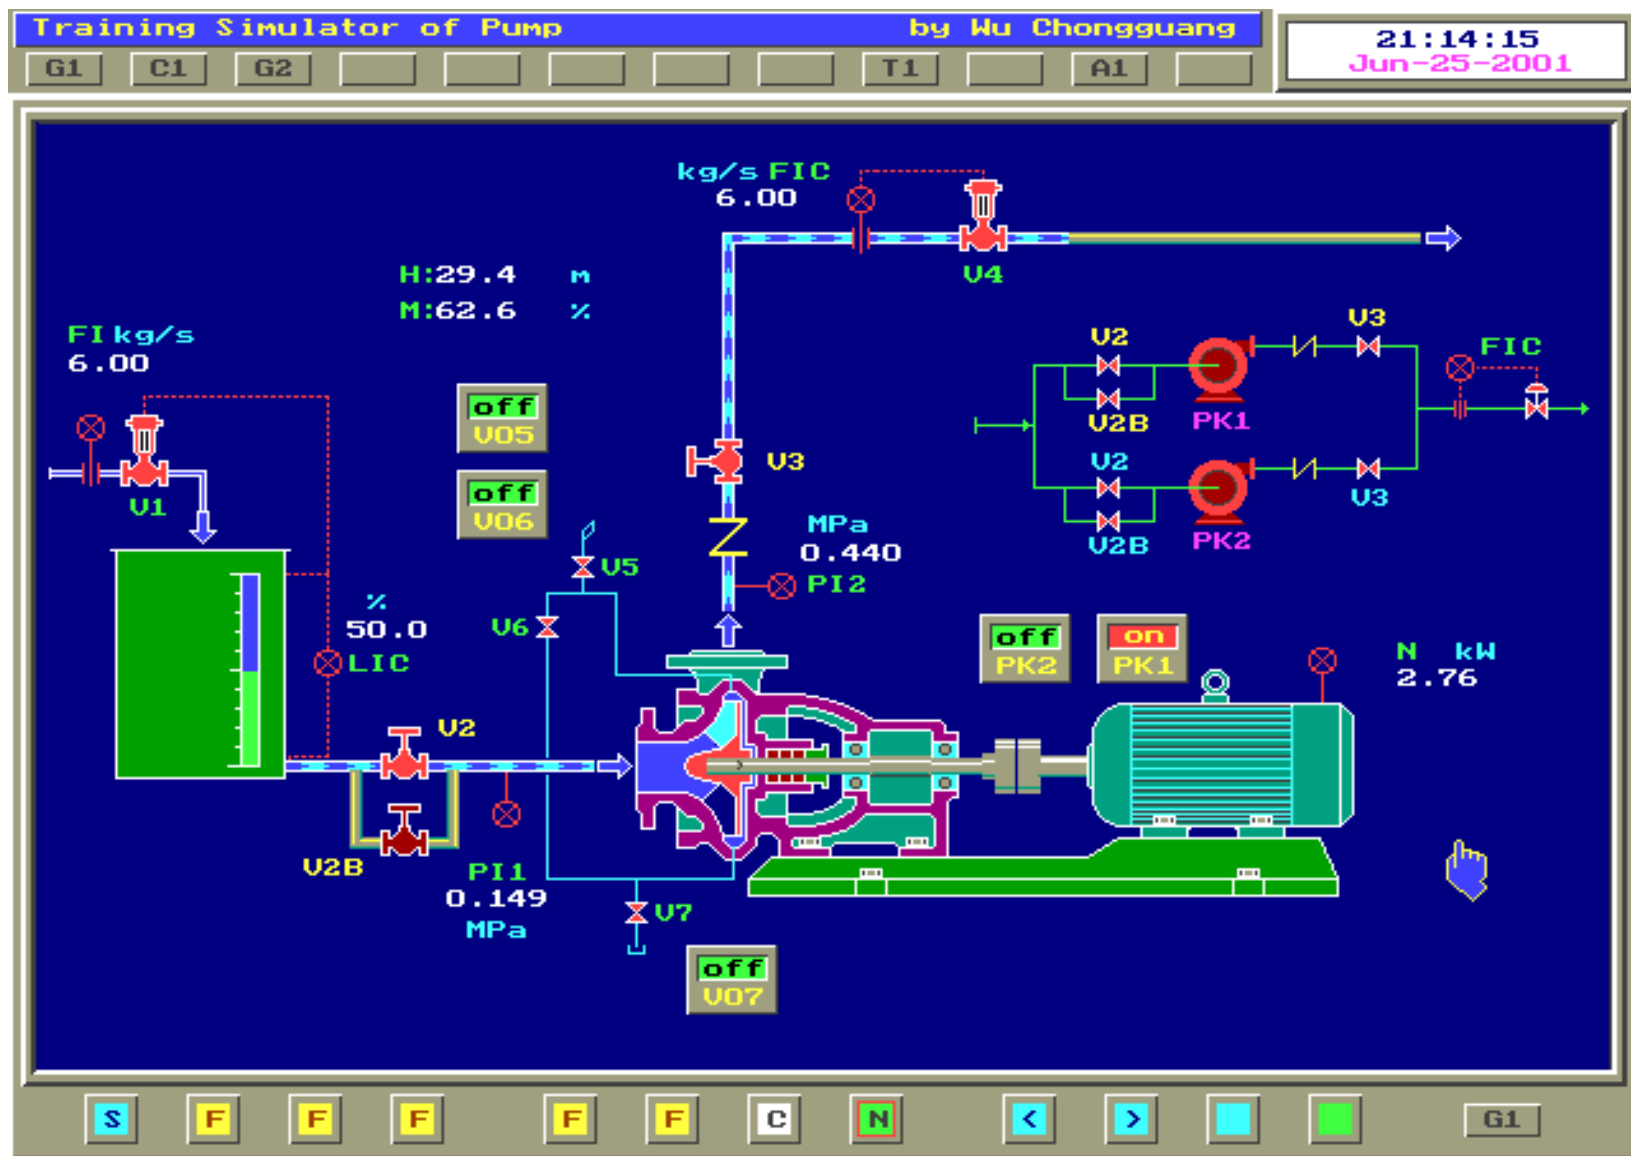 Training Simulator of Pump by Wu Chongguang
21:14:15
Jun-25-2001
G1 C1 G2 T1 A1
kg/s FIC
6.00
V4
H:29.4 m
M:62.6 %
FI kg/s
6.00
V1
off
VO5
off
VO6
V3
MPa
0.440
PI2
V5
V6
%
50.0
LIC
V2
V2B
PI1
0.149
MPa
V7
off
VO7
V2
V3
FIC
V2B
PK1
V2
V3
V2B
PK2
off
PK2
on
PK1
N kW
2.76
S F F F F F C N < > G1